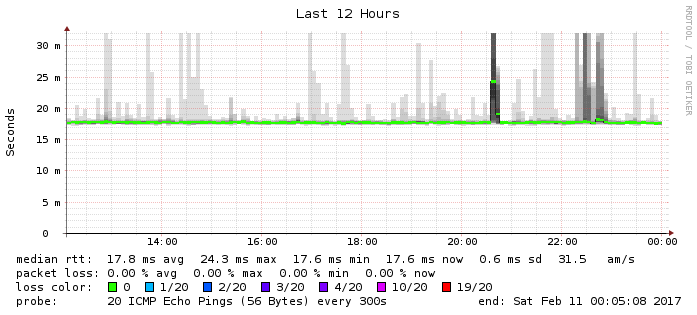 Last 12 Hours
RRDTOOL / TOBI OETIKER
Seconds
30 m
25 m
20 m
15 m
10 m
5 m
0
14:00 16:00 18:00 20:00 22:00 00:00
median rtt: 17.8 ms avg 24.3 ms max 17.6 ms min 17.6 ms now 0.6 ms sd 31.5 am/s
packet loss: 0.00 % avg 0.00 % max 0.00 % min 0.00 % now
loss color: 0 1/20 2/20 3/20 4/20 10/20 19/20
probe: 20 ICMP Echo Pings (56 Bytes) every 300s end: Sat Feb 11 00:05:08 2017